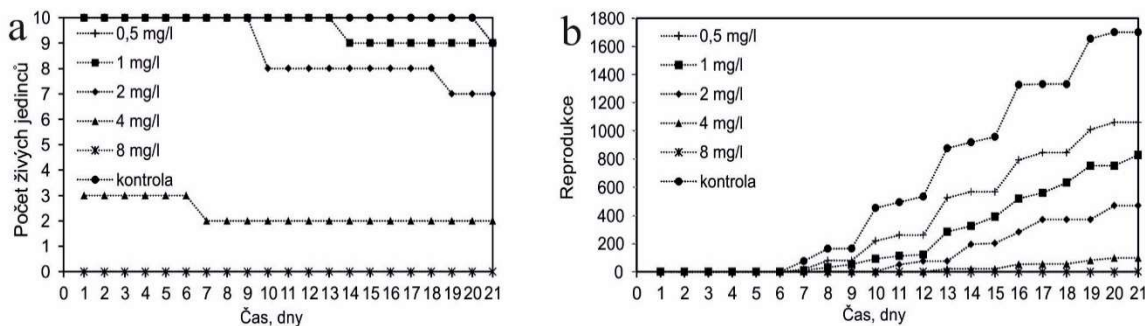 a
Počet živých jedinců
10
9
8
7
6
5
4
3
2
1
0
0,5 mg/l
1 mg/l
2 mg/l
4 mg/l
8 mg/l
kontrola
0 1 2 3 4 5 6 7 8 9 10 11 12 13 14 15 16 17 18 19 20 21
Čas, dny
b
Reprodukce
1800
1600
1400
1200
1000
800
600
400
200
0
0,5 mg/l
1 mg/l
2 mg/l
4 mg/l
8 mg/l
kontrola
0 1 2 3 4 5 6 7 8 9 10 11 12 13 14 15 16 17 18 19 20 21
Čas, dny